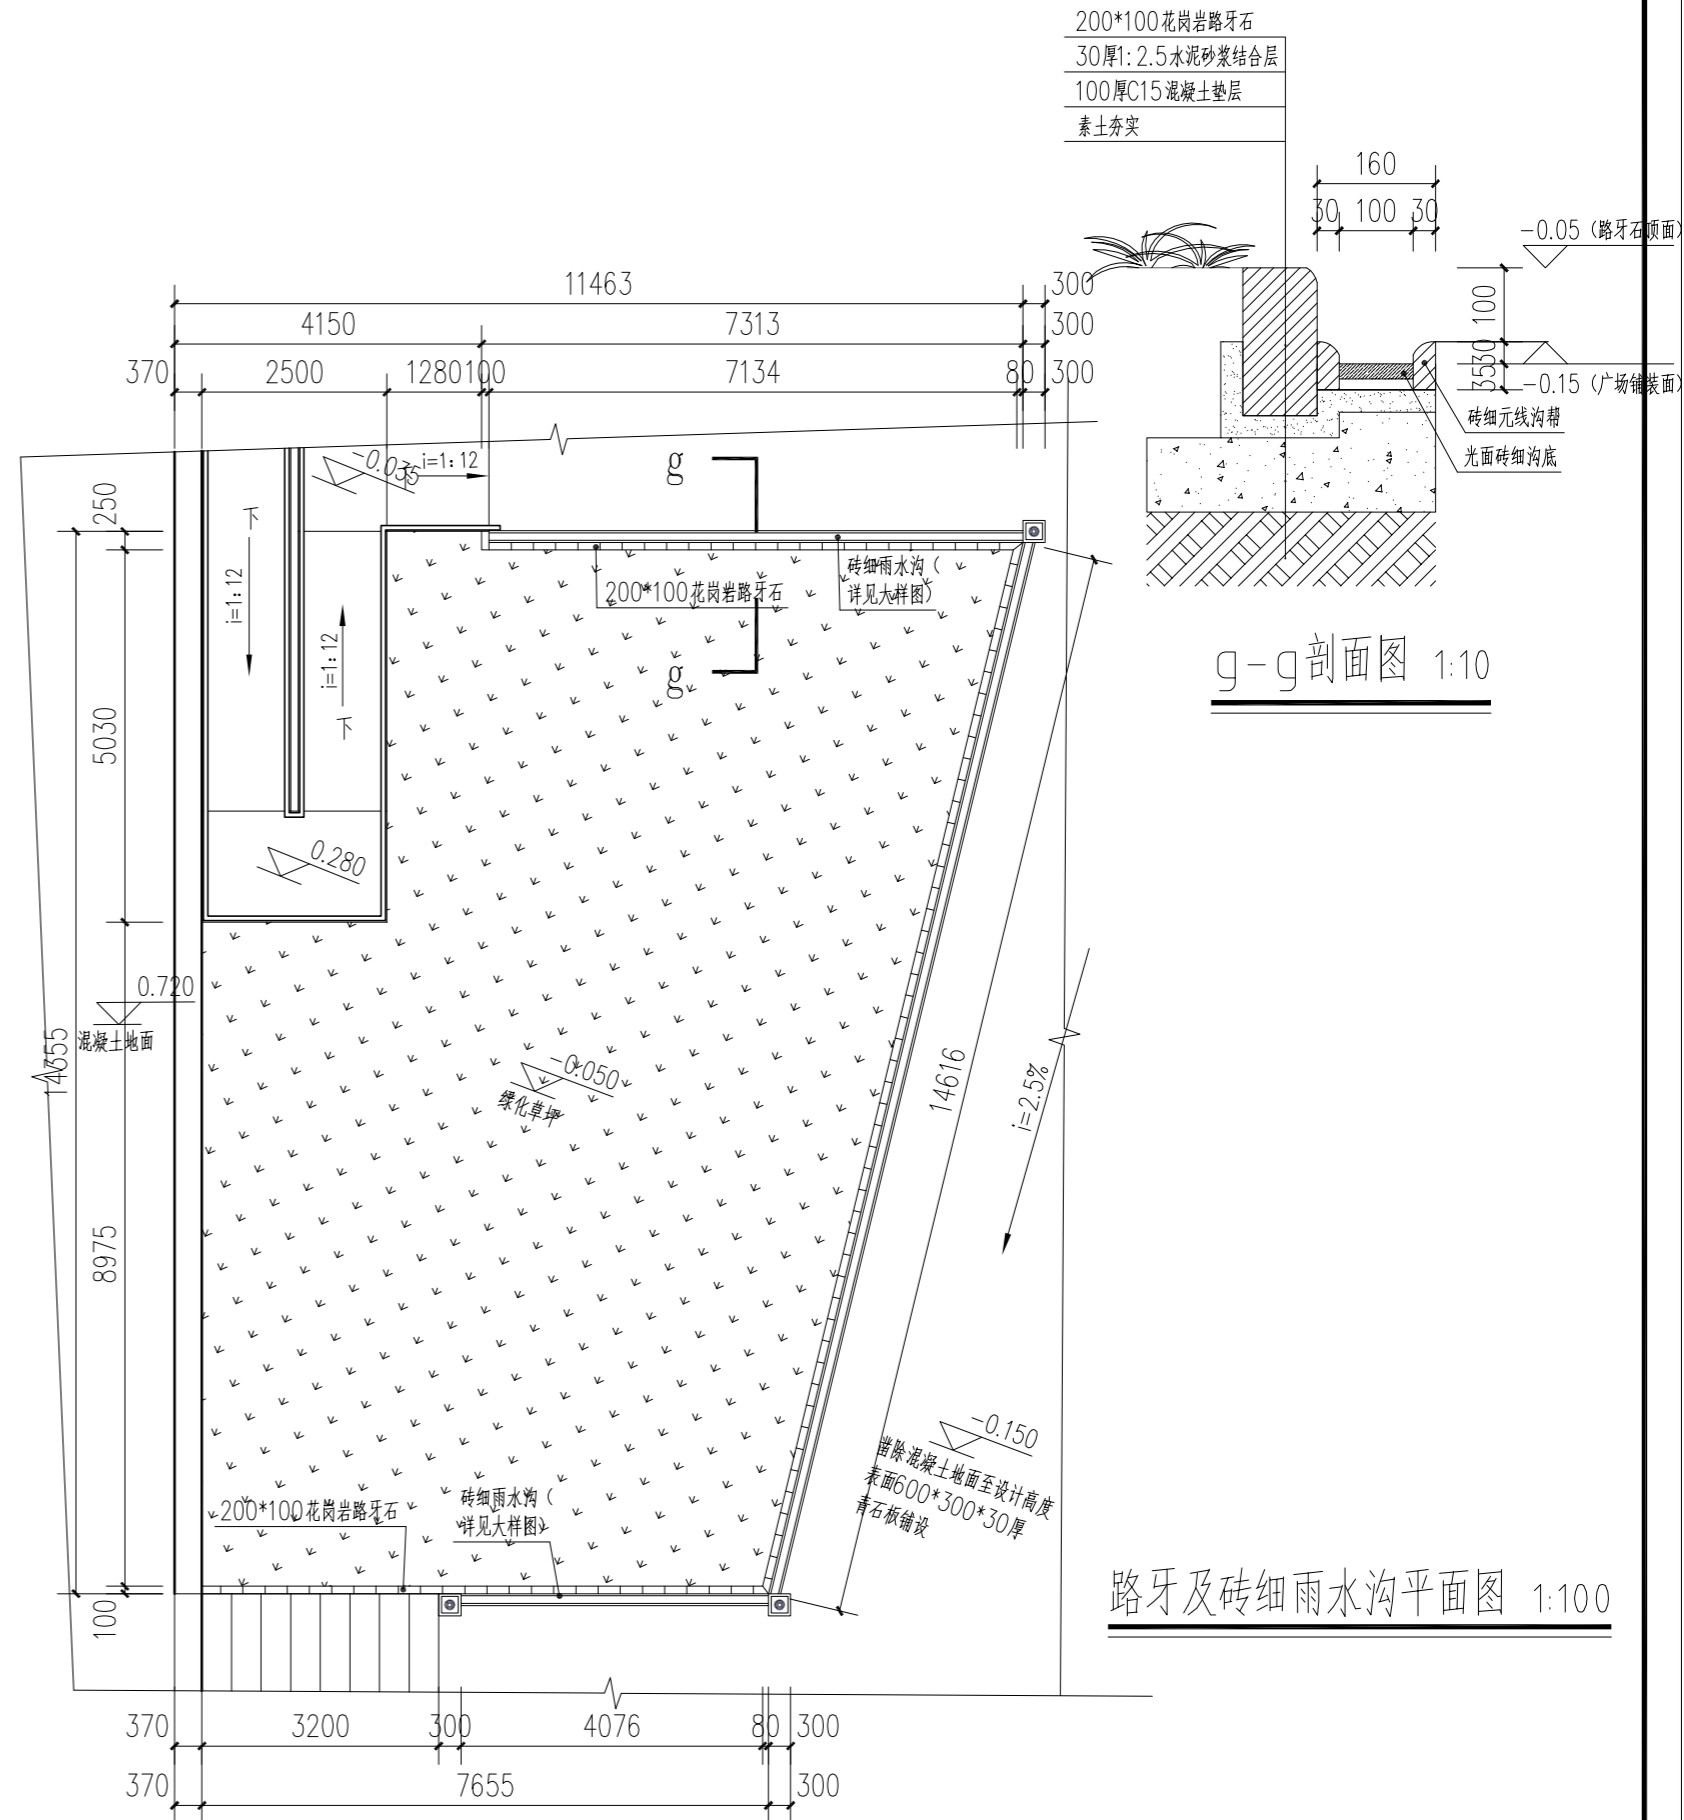 200*100花岗岩路牙石
30厚1:2.5水泥砂浆结合层
100厚C15混凝土垫层
素土夯实
160
30 100 30
-0.05（路牙石顶面）
100
30
35
-0.15（广场铺装面）
砖细元线沟帮
光面砖细沟底
g-g剖面图 1:10
11463 300
4150 7313 300
370 2500 1280 100 7134 80 300
-0.035
i=1:12
g
250
下
i=1:12
i=1:12
下
200*100花岗岩路牙石
砖细雨水沟（
详见大样图）
g
5030
0.280
0.720
混凝土地面
14355
-0.050
绿化草坪
14616
i=2.5%
8975
-0.150
凿除混凝土地面至设计高度
表面600*300*30厚
青石板铺设
200*100花岗岩路牙石
砖细雨水沟（
详见大样图）
100
路牙及砖细雨水沟平面图 1:100
370 3200 300 4076 80 300
370 7655 300